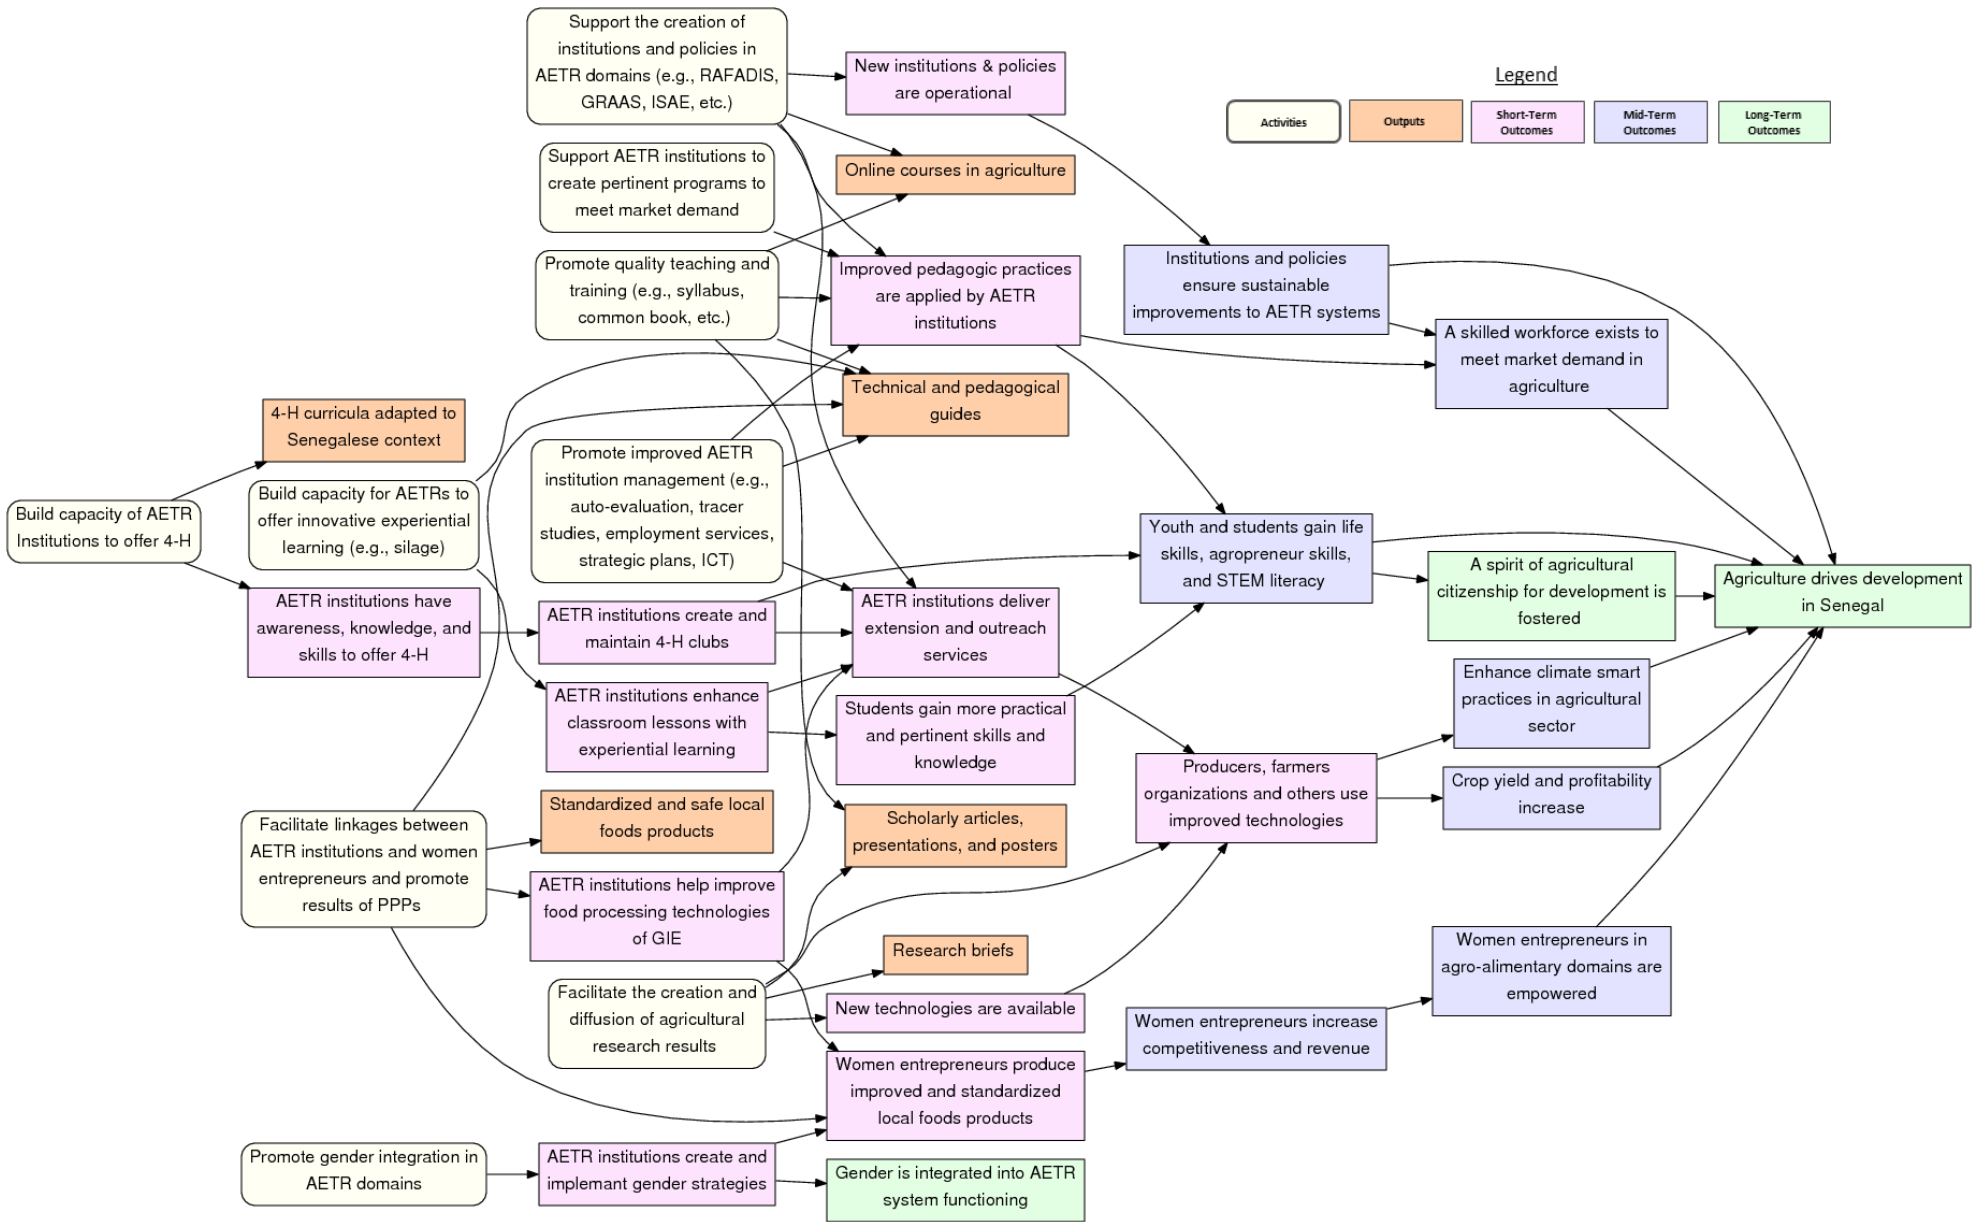 Support the creation of
institutions and policies in
AETR domains (e.g., RAFADIS,
GRAAS, ISAE, etc.)
New institutions & policies
are operational
Legend
Activities
Outputs
Short-Term
Outcomes
Mid-Term
Outcomes
Long-Term
Outcomes
Support AETR institutions to
create pertinent programs to
meet market demand
Online courses in agriculture
Promote quality teaching and
training (e.g., syllabus,
common book, etc.)
Improved pedagogic practices
are applied by AETR
institutions
Institutions and policies
ensure sustainable
improvements to AETR systems
A skilled workforce exists to
meet market demand in
agriculture
Technical and pedagogical
guides
4-H curricula adapted to
Senegalese context
Build capacity of AETR
Institutions to offer 4-H
Build capacity for AETRs to
offer innovative experiential
learning (e.g., silage)
Promote improved AETR
institution management (e.g.,
auto-evaluation, tracer
studies, employment services,
strategic plans, ICT)
Youth and students gain life
skills, agropreneur skills,
and STEM literacy
A spirit of agricultural
citizenship for development is
fostered
Agriculture drives development
in Senegal
AETR institutions have
awareness, knowledge, and
skills to offer 4-H
AETR institutions create and
maintain 4-H clubs
AETR institutions deliver
extension and outreach
services
AETR institutions enhance
classroom lessons with
experiential learning
Students gain more practical
and pertinent skills and
knowledge
Enhance climate smart
practices in agricultural
sector
Producers, farmers
organizations and others use
improved technologies
Crop yield and profitability
increase
Standardized and safe local
foods products
Scholarly articles,
presentations, and posters
Facilitate linkages between
AETR institutions and women
entrepreneurs and promote
results of PPPs
AETR institutions help improve
food processing technologies
of GIE
Research briefs
Women entrepreneurs in
agro-alimentary domains are
empowered
Facilitate the creation and
diffusion of agricultural
research results
New technologies are available
Women entrepreneurs increase
competitiveness and revenue
Women entrepreneurs produce
improved and standardized
local foods products
Promote gender integration in
AETR domains
AETR institutions create and
implemant gender strategies
Gender is integrated into AETR
system functioning